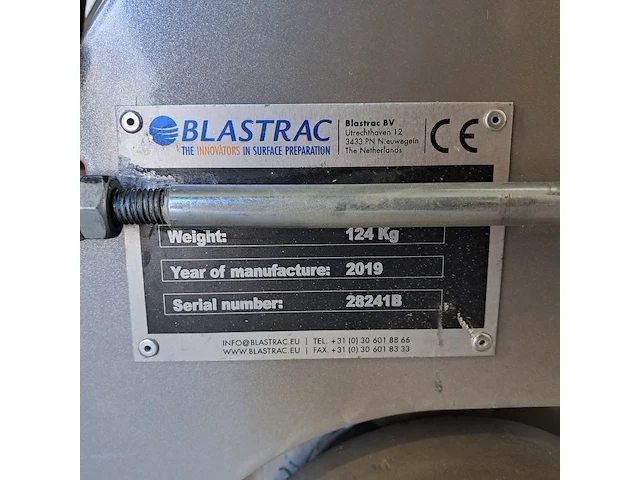 BLASTRAC
THE INNOVATORS IN SURFACE PREPARATION
Blastrac BV
Utrechthaven 12
3433 PN Nieuwegein
The Netherlands
CE
Weight: 124 Kg
Year of manufacture: 2019
Serial number: 28241B
INFO@BLASTRAC.EU | TEL. +31 (0) 30 601 88 66
WWW.BLASTRAC.EU | FAX. +31 (0) 30 601 83 33